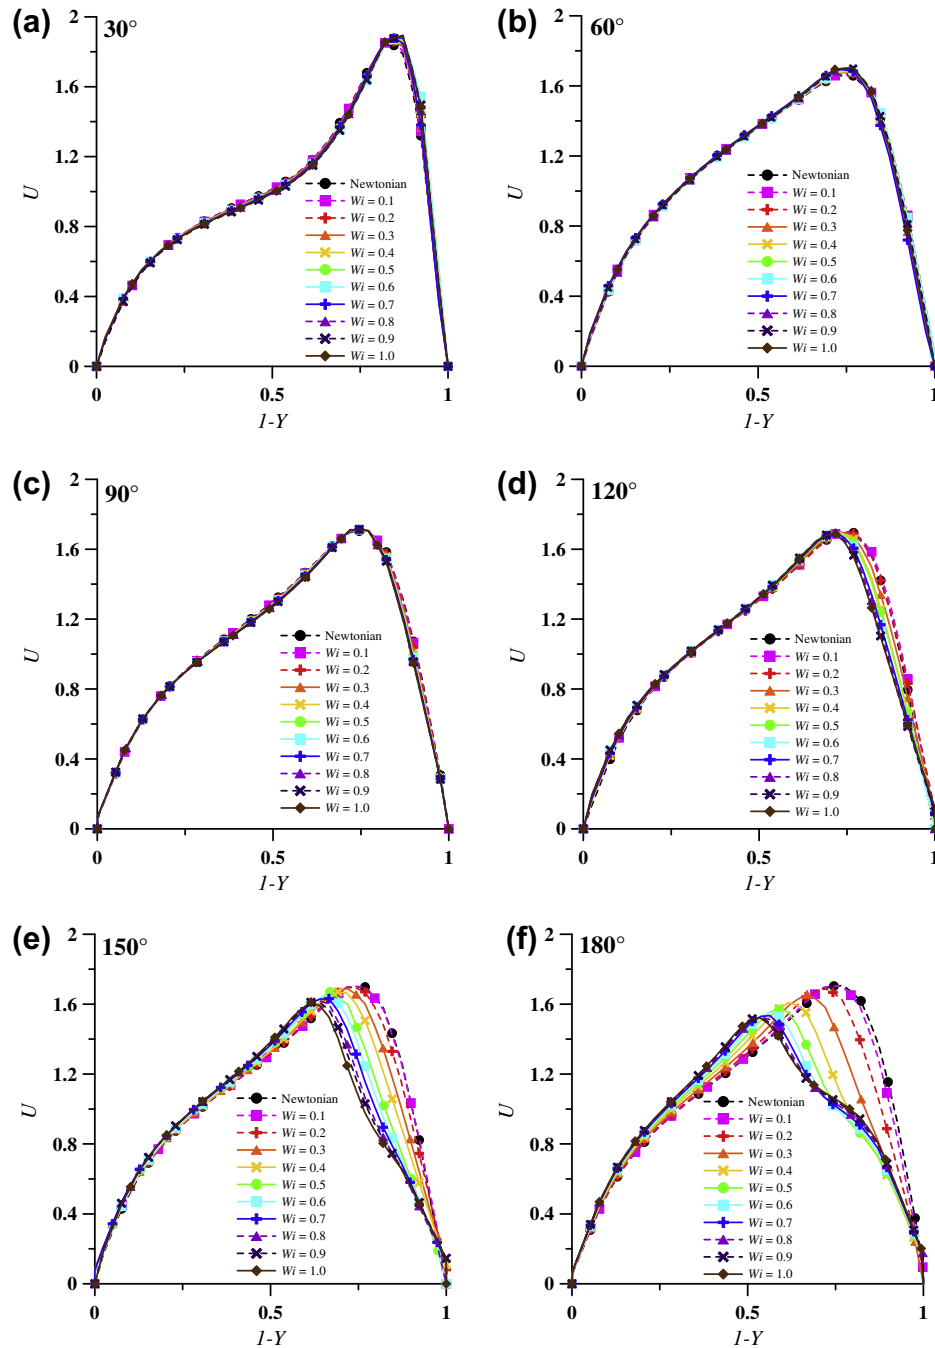 (a)
30°
2
1.6
1.2
0.8
0.4
0
U
Newtonian
Wi = 0.1
Wi = 0.2
Wi = 0.3
Wi = 0.4
Wi = 0.5
Wi = 0.6
Wi = 0.7
Wi = 0.8
Wi = 0.9
Wi = 1.0
0 0.5 1
1-Y
(b)
60°
2
1.6
1.2
0.8
0.4
0
U
Newtonian
Wi = 0.1
Wi = 0.2
Wi = 0.3
Wi = 0.4
Wi = 0.5
Wi = 0.6
Wi = 0.7
Wi = 0.8
Wi = 0.9
Wi = 1.0
0 0.5 1
1-Y
(c)
90°
2
1.6
1.2
0.8
0.4
0
U
Newtonian
Wi = 0.1
Wi = 0.2
Wi = 0.3
Wi = 0.4
Wi = 0.5
Wi = 0.6
Wi = 0.7
Wi = 0.8
Wi = 0.9
Wi = 1.0
0 0.5 1
1-Y
(d)
120°
2
1.6
1.2
0.8
0.4
0
U
Newtonian
Wi = 0.1
Wi = 0.2
Wi = 0.3
Wi = 0.4
Wi = 0.5
Wi = 0.6
Wi = 0.7
Wi = 0.8
Wi = 0.9
Wi = 1.0
0 0.5 1
1-Y
(e)
150°
2
1.6
1.2
0.8
0.4
0
U
Newtonian
Wi = 0.1
Wi = 0.2
Wi = 0.3
Wi = 0.4
Wi = 0.5
Wi = 0.6
Wi = 0.7
Wi = 0.8
Wi = 0.9
Wi = 1.0
0 0.5 1
1-Y
(f)
180°
2
1.6
1.2
0.8
0.4
0
U
Newtonian
Wi = 0.1
Wi = 0.2
Wi = 0.3
Wi = 0.4
Wi = 0.5
Wi = 0.6
Wi = 0.7
Wi = 0.8
Wi = 0.9
Wi = 1.0
0 0.5 1
1-Y